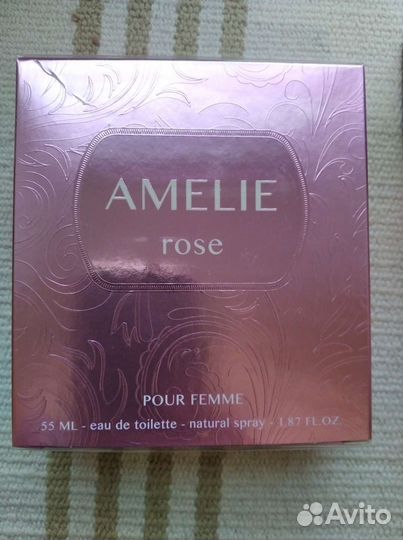 AMELIE
rose
POUR FEMME
55 ML - eau de toilette - natural spray - 1.87 FL.OZ.
Avito